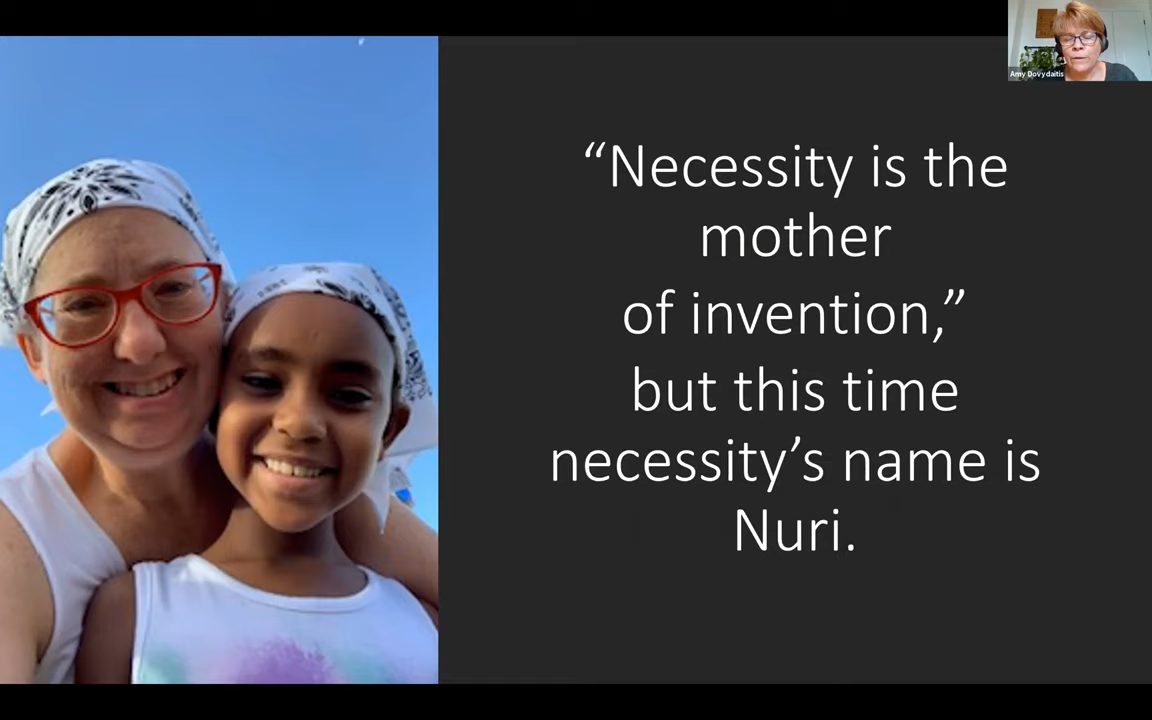 Amy Dovydaitis
“Necessity is the
mother
of invention,”
but this time
necessity’s name is
Nuri.